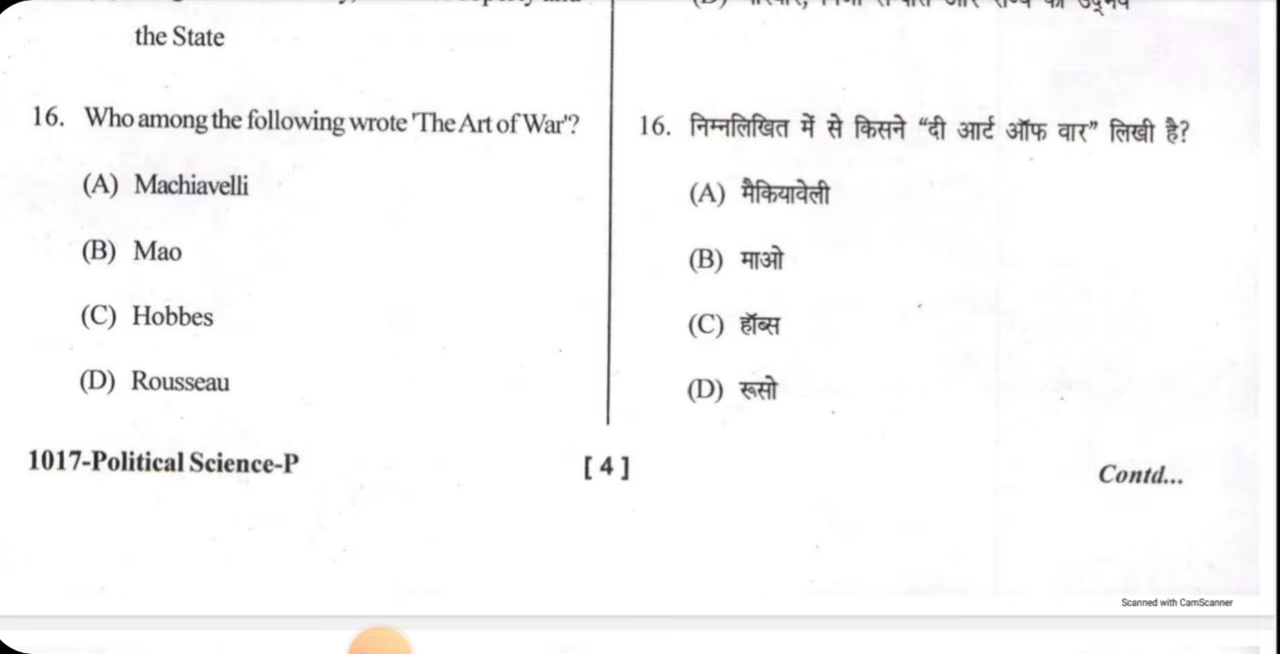 the State
16. Who among the following wrote 'The Art of War'?
(A) Machiavelli
(B) Mao
(C) Hobbes
(D) Rousseau
16. निम्नलिखित में से किसने “दी आर्ट ऑफ वार” लिखी है?
(A) मैकियावेली
(B) माओ
(C) हॉब्स
(D) रूसो
1017-Political Science-P
[ 4 ]
Contd...
Scanned with CamScanner